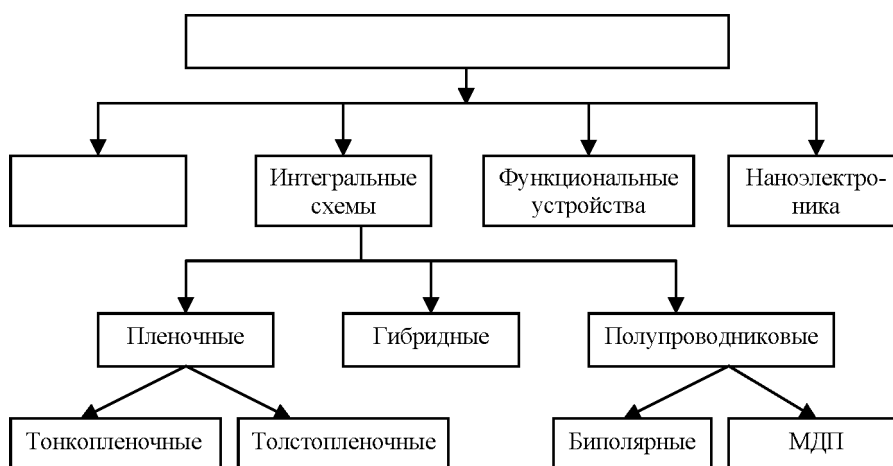 Интегральные
схемы
Функциональные
устройства
Наноэлектро-
ника
Пленочные
Гибридные
Полупроводниковые
Тонкопленочные
Толстопленочные
Биполярные
МДП